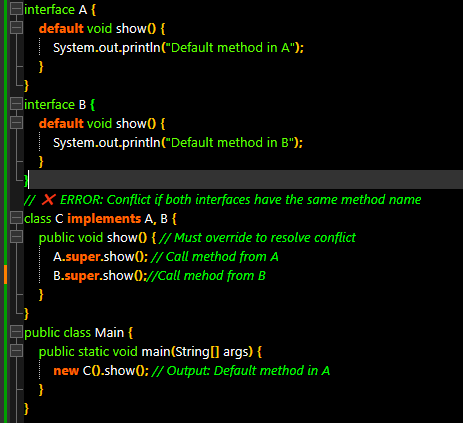 interface A {
default void show() {
System.out.println("Default method in A");
}
}
interface B {
default void show() {
System.out.println("Default method in B");
}
}
// ❌ ERROR: Conflict if both interfaces have the same method name
class C implements A, B {
public void show() { // Must override to resolve conflict
A.super.show(); // Call method from A
B.super.show();//Call mehod from B
}
}
public class Main {
public static void main(String[] args) {
new C().show(); // Output: Default method in A
}
}